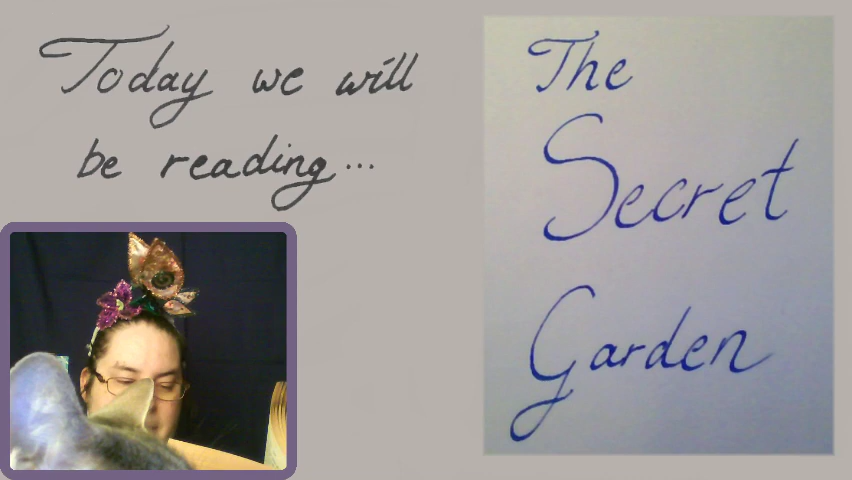 Today we will
be reading...
The
Secret
Garden